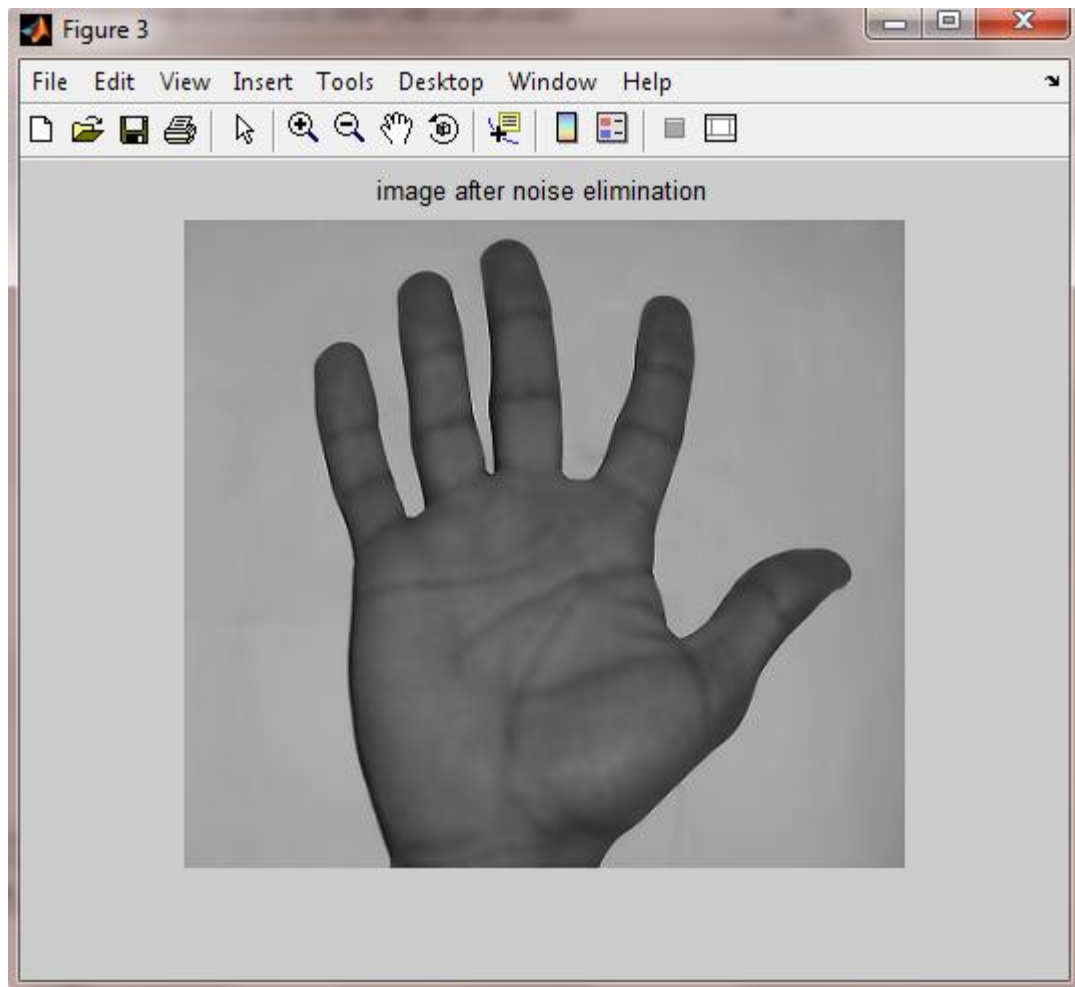 Figure 3
File Edit View Insert Tools Desktop Window Help
image after noise elimination